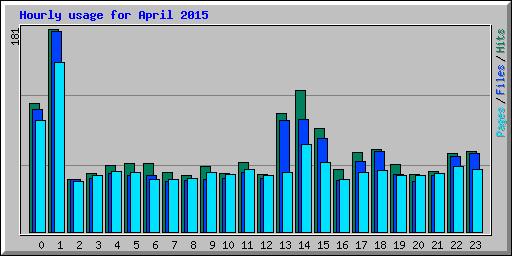 Hourly usage for April 2015
181
Pages / Files / Hits
0 1 2 3 4 5 6 7 8 9 10 11 12 13 14 15 16 17 18 19 20 21 22 23